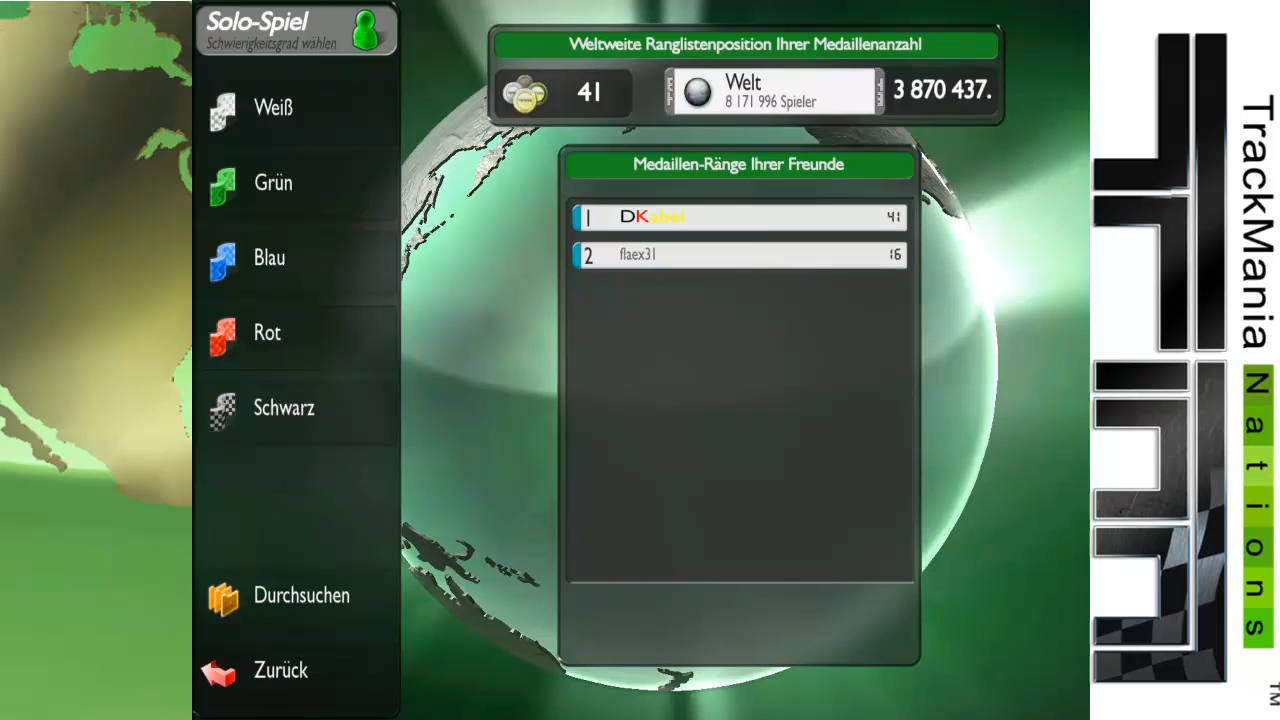 Solo-Spiel
Schwierigkeitsgrad wählen
Weiß
Grün
Blau
Rot
Schwarz
Durchsuchen
Zurück
Weltweite Ranglistenposition Ihrer Medaillenanzahl
41
Welt
8 171 996 Spieler
3 870 437.
Medaillen-Ränge Ihrer Freunde
1 DKabel 41
2 flaex31 16
TrackMania Nations
TM